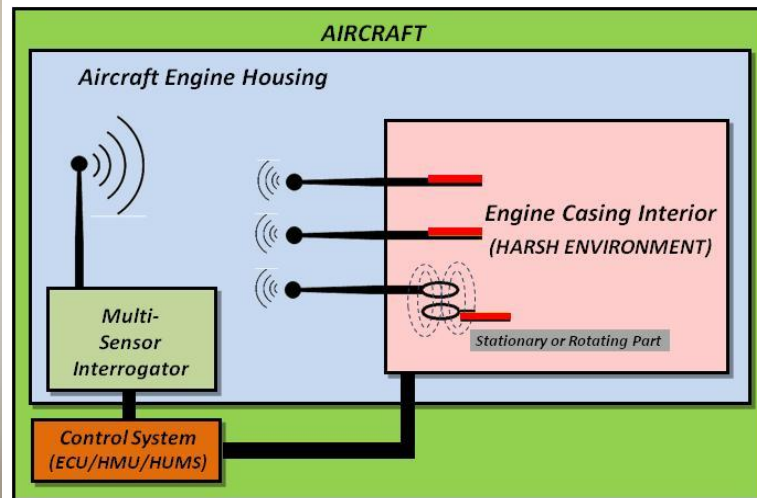 AIRCRAFT
Aircraft Engine Housing
Engine Casing Interior
(HARSH ENVIRONMENT)
Multi-
Sensor
Interrogator
Stationary or Rotating Part
Control System
(ECU/HMU/HUMS)